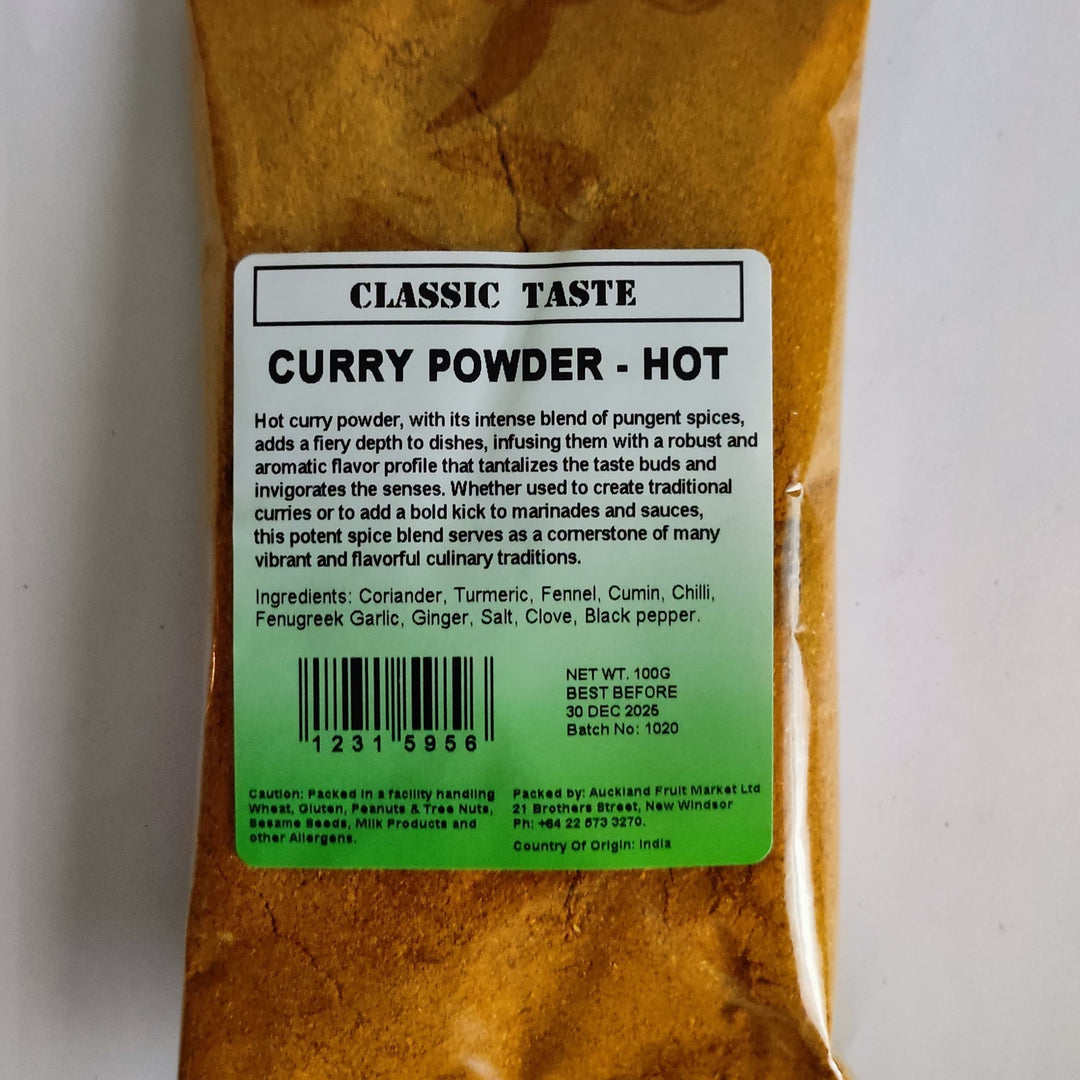 CLASSIC TASTE
CURRY POWDER - HOT
Hot curry powder, with its intense blend of pungent spices,
adds a fiery depth to dishes, infusing them with a robust and
aromatic flavor profile that tantalizes the taste buds and
invigorates the senses. Whether used to create traditional
curries or to add a bold kick to marinades and sauces,
this potent spice blend serves as a cornerstone of many
vibrant and flavorful culinary traditions.
Ingredients: Coriander, Turmeric, Fennel, Cumin, Chilli,
Fenugreek Garlic, Ginger, Salt, Clove, Black pepper.
1231 5956
NET WT. 100G
BEST BEFORE
30 DEC 2025
Batch No: 1020
Caution: Packed in a facility handling
Wheat, Gluten, Peanuts & Tree Nuts,
Sesame Seeds, Milk Products and
other Allergens.
Packed by: Auckland Fruit Market Ltd
21 Brothers Street, New Windsor
Ph: +64 22 673 3270.
Country Of Origin: India